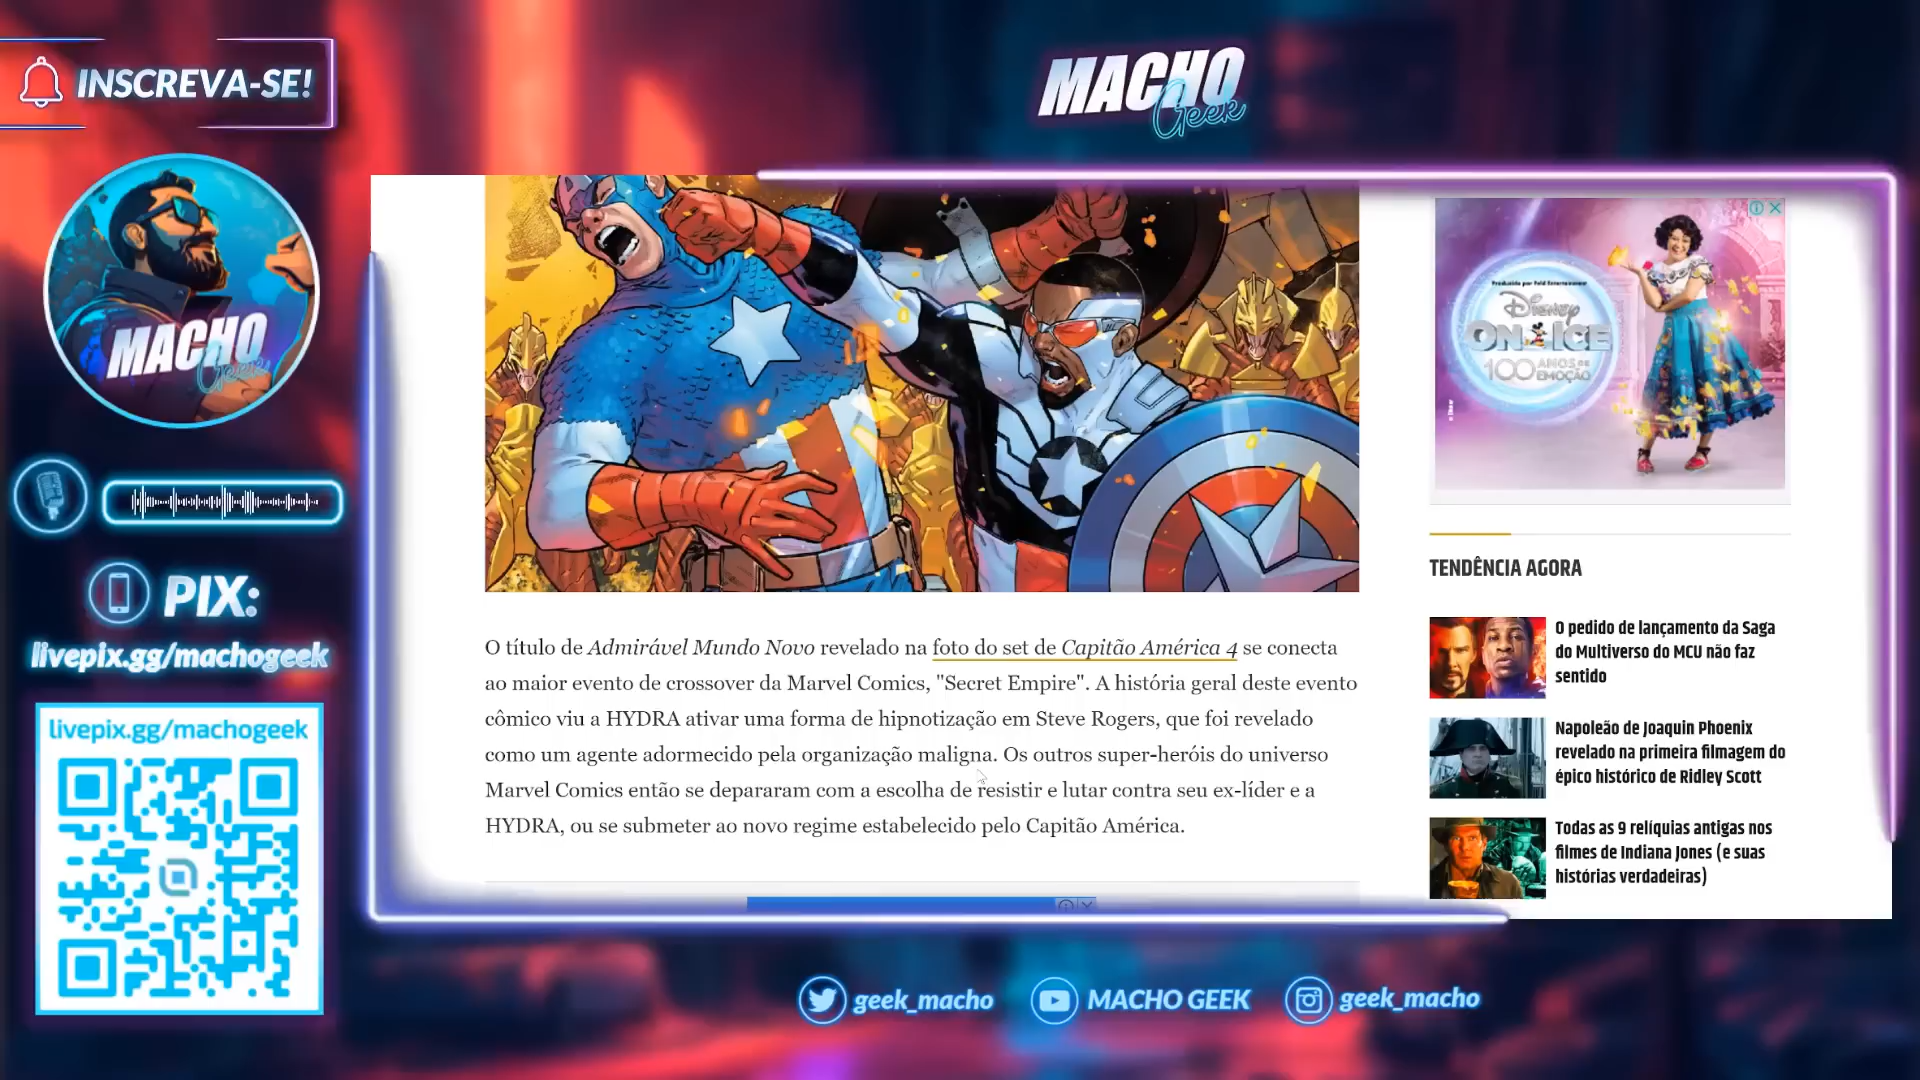 INSCREVA-SE!
MACHO
Geek
MACHO
Geek
PIX:
livepix.gg/machogeek
livepix.gg/machogeek
O título de Admirável Mundo Novo revelado na foto do set de Capitão América 4 se conecta
ao maior evento de crossover da Marvel Comics, "Secret Empire". A história geral deste evento
cômico viu a HYDRA ativar uma forma de hipnotização em Steve Rogers, que foi revelado
como um agente adormecido pela organização maligna. Os outros super-heróis do universo
Marvel Comics então se depararam com a escolha de resistir e lutar contra seu ex-líder e a
HYDRA, ou se submeter ao novo regime estabelecido pelo Capitão América.
Produzido por Feld Entertainment
Disney
ON ICE
100 ANOS DE
EMOÇÃO
TENDÊNCIA AGORA
O pedido de lançamento da Saga
do Multiverso do MCU não faz
sentido
Napoleão de Joaquin Phoenix
revelado na primeira filmagem do
épico histórico de Ridley Scott
Todas as 9 relíquias antigas nos
filmes de Indiana Jones (e suas
histórias verdadeiras)
geek_macho
MACHO GEEK
geek_macho